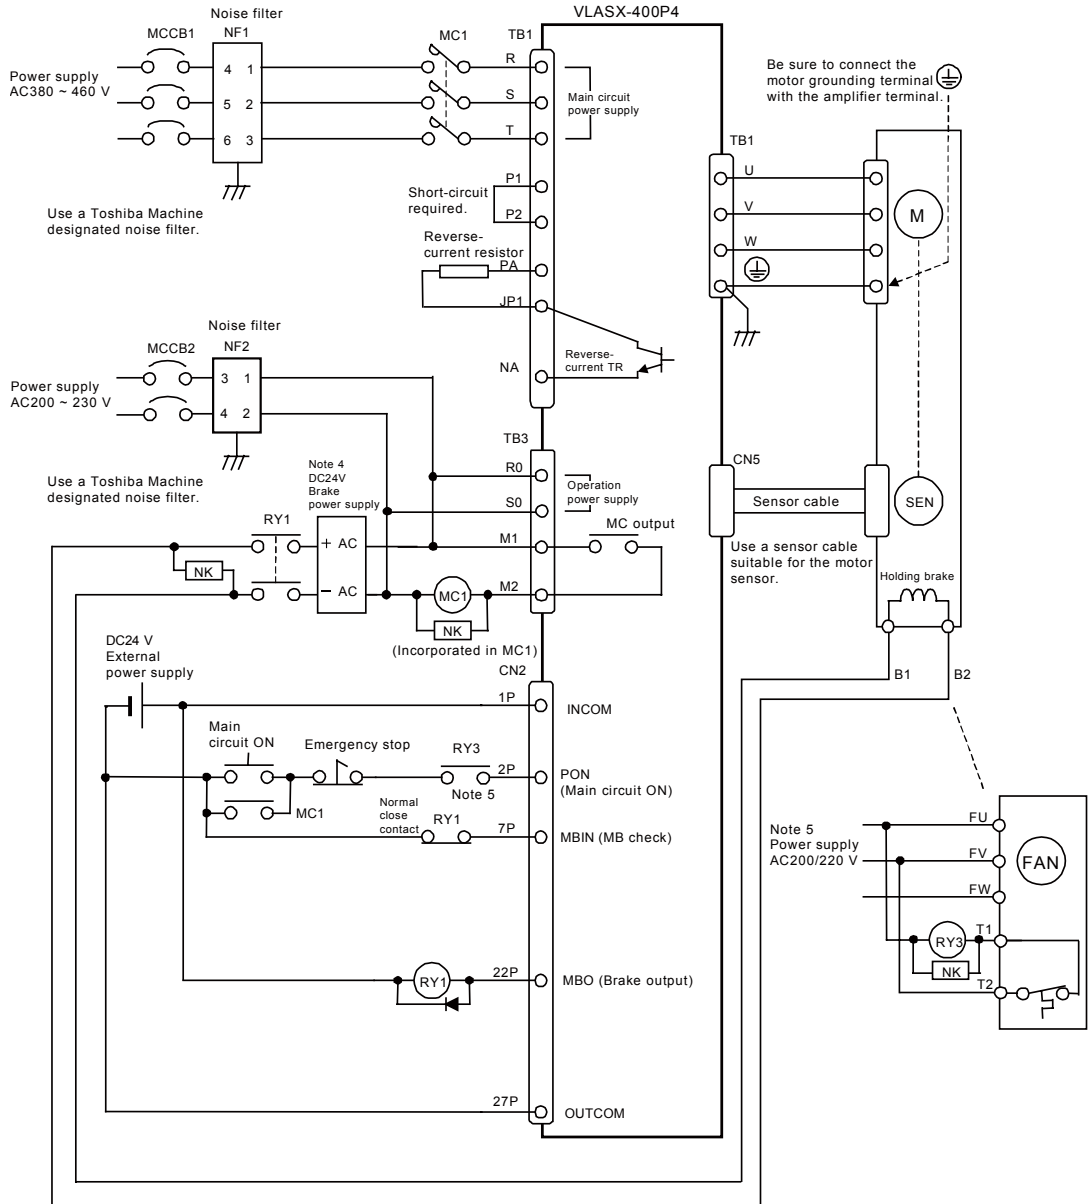 VLASX-400P4
Noise filter
NF1
MCCB1
MC1
TB1
Power supply
AC380 ~ 460 V
4 1
5 2
6 3
R
S
T
Main circuit
power supply
Be sure to connect the
motor grounding terminal
with the amplifier terminal.
Use a Toshiba Machine
designated noise filter.
P1
Short-circuit
required.
P2
Reverse-
current resistor
PA
JP1
NA
Reverse-
current TR
TB1
U
V
W
M
Noise filter
NF2
MCCB2
Power supply
AC200 ~ 230 V
3 1
4 2
Use a Toshiba Machine
designated noise filter.
TB3
R0
S0
M1
M2
Operation
power supply
MC output
Note 4
DC24V
Brake
power supply
RY1
+ AC
− AC
NK
MC1
NK
(Incorporated in MC1)
CN5
Sensor cable
SEN
Use a sensor cable
suitable for the motor
sensor.
Holding brake
B1
B2
DC24 V
External
power supply
CN2
1P
INCOM
Main
circuit ON
Emergency stop
RY3
Note 5
2P
PON
(Main circuit ON)
MC1
Normal
close
contact
RY1
7P
MBIN (MB check)
RY1
22P
MBO (Brake output)
27P
OUTCOM
Note 5
Power supply
AC200/220 V
FU
FV
FW
FAN
RY3
NK
T1
T2